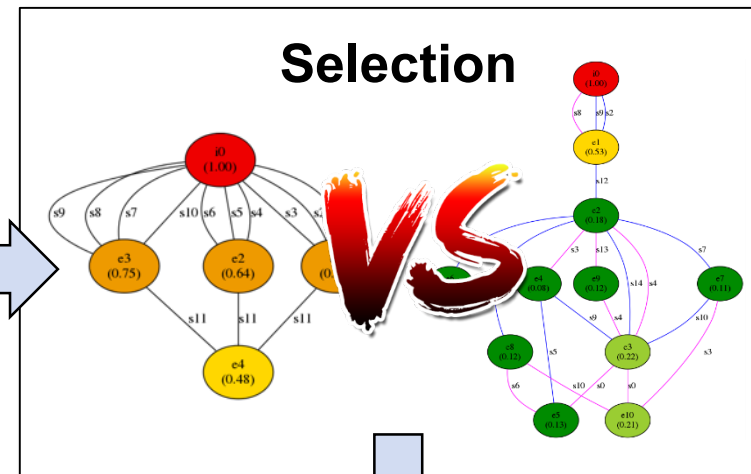 Selection
i0
(1.00)
s9
s8
s7
s10
s6
s5
s4
s3
e3
(0.75)
e2
(0.64)
s11
s11
s11
e4
(0.48)
VS
i0
(1.00)
s8
s9
s2
e1
(0.53)
s12
e2
(0.18)
s3
s13
s14
s4
s7
e4
(0.08)
e9
(0.12)
e7
(0.11)
s9
s4
s10
e8
(0.12)
e3
(0.22)
s5
s3
s6
s10
s0
s0
e5
(0.13)
e10
(0.21)